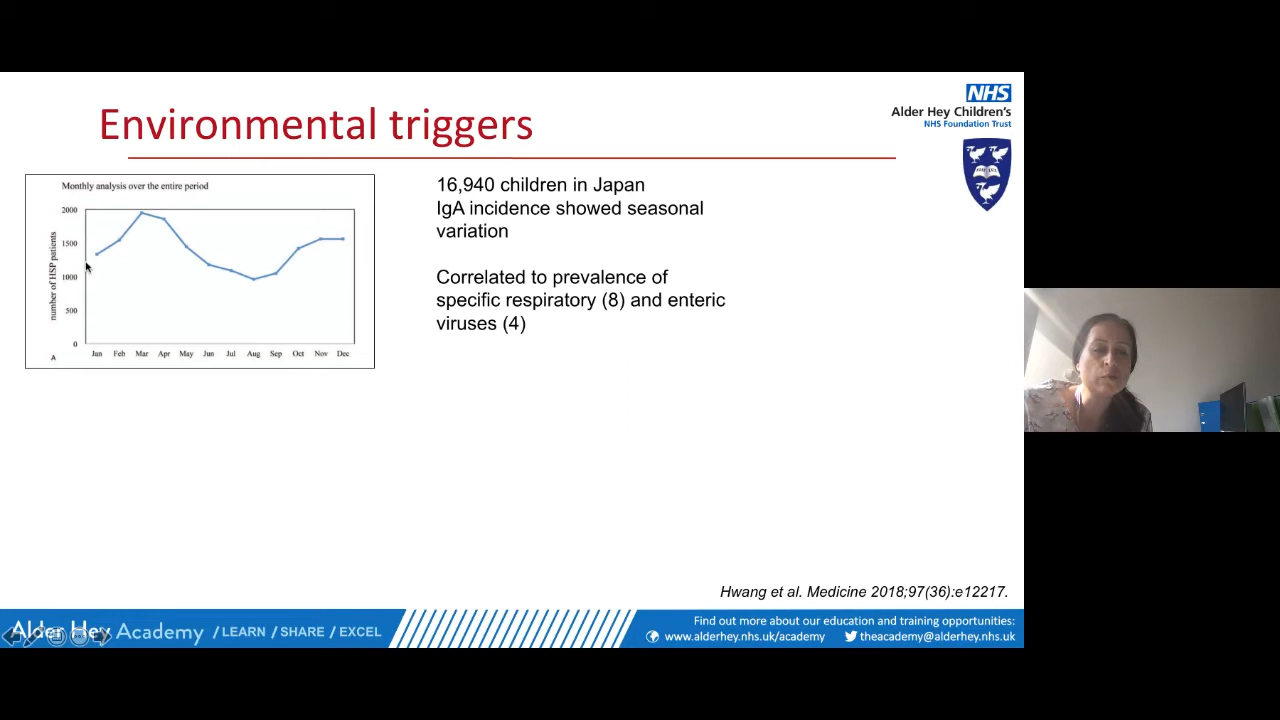 Environmental triggers
NHS
Alder Hey Children's
NHS Foundation Trust
Monthly analysis over the entire period
number of HSP patients
2000
1500
1000
500
0
Jan Feb Mar Apr May Jun Jul Aug Sep Oct Nov Dec
A
16,940 children in Japan
IgA incidence showed seasonal
variation
Correlated to prevalence of
specific respiratory (8) and enteric
viruses (4)
Hwang et al. Medicine 2018;97(36):e12217.
Alder Hey Academy / LEARN / SHARE / EXCEL
Find out more about our education and training opportunities:
www.alderhey.nhs.uk/academy theacademy@alderhey.nhs.uk